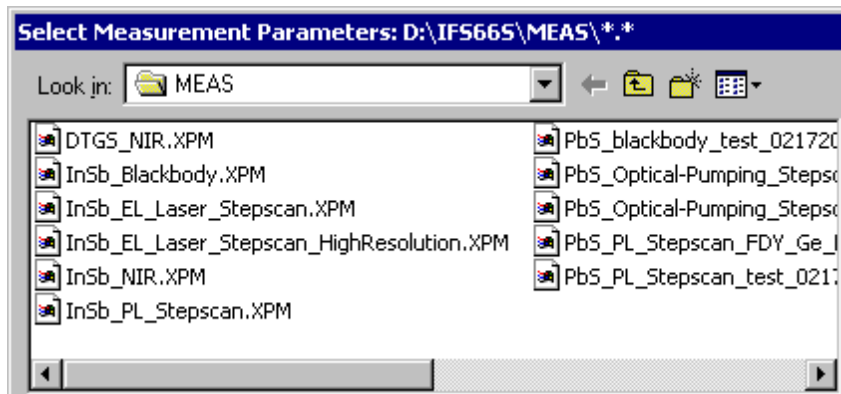 Select Measurement Parameters: D:\IFS66S\MEAS\*.*
Look in: MEAS
DTGS_NIR.XPM
InSb_Blackbody.XPM
InSb_EL_Laser_Stepscan.XPM
InSb_EL_Laser_Stepscan_HighResolution.XPM
InSb_NIR.XPM
InSb_PL_Stepscan.XPM
PbS_blackbody_test_021720
PbS_Optical-Pumping_Stepsc
PbS_Optical-Pumping_Stepsc
PbS_PL_Stepscan_FDY_Ge_
PbS_PL_Stepscan_test_021